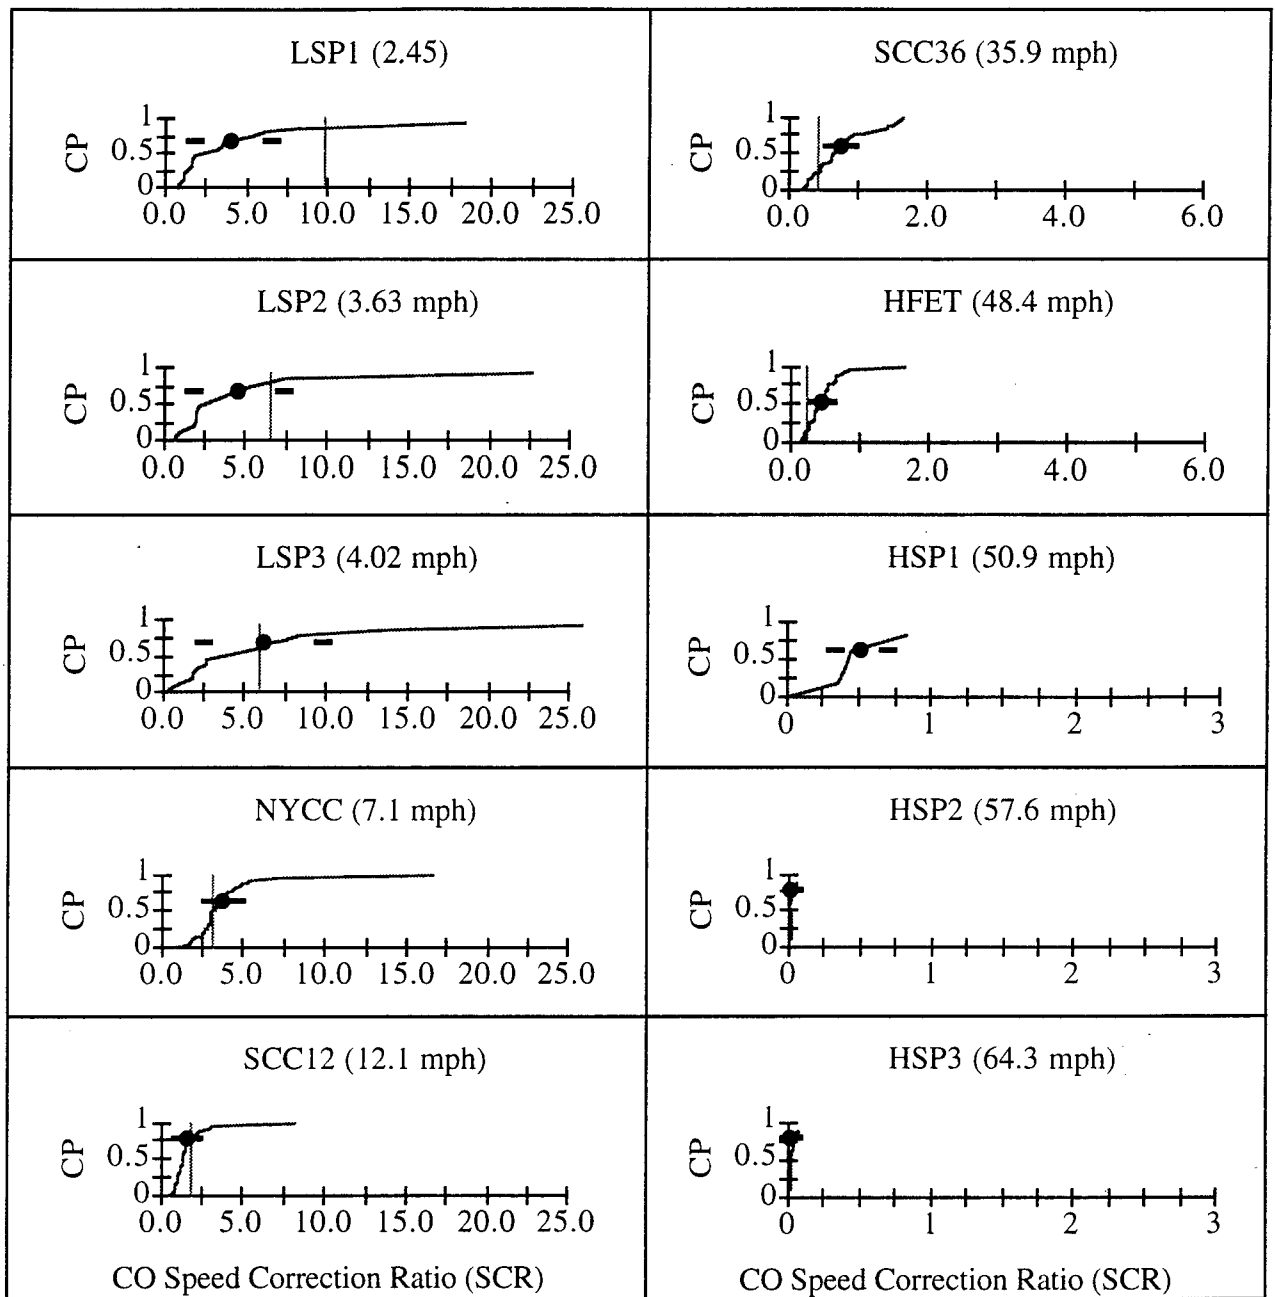 LSP1 (2.45)
CP
1
0.5
0
0.0 5.0 10.0 15.0 20.0 25.0
SCC36 (35.9 mph)
CP
1
0.5
0
0.0 2.0 4.0 6.0
LSP2 (3.63 mph)
CP
1
0.5
0
0.0 5.0 10.0 15.0 20.0 25.0
HFET (48.4 mph)
CP
1
0.5
0
0.0 2.0 4.0 6.0
LSP3 (4.02 mph)
CP
1
0.5
0
0.0 5.0 10.0 15.0 20.0 25.0
HSP1 (50.9 mph)
CP
1
0.5
0
0 1 2 3
NYCC (7.1 mph)
CP
1
0.5
0
0.0 5.0 10.0 15.0 20.0 25.0
HSP2 (57.6 mph)
CP
1
0.5
0
0 1 2 3
SCC12 (12.1 mph)
CP
1
0.5
0
0.0 5.0 10.0 15.0 20.0 25.0
CO Speed Correction Ratio (SCR)
HSP3 (64.3 mph)
CP
1
0.5
0
0 1 2 3
CO Speed Correction Ratio (SCR)